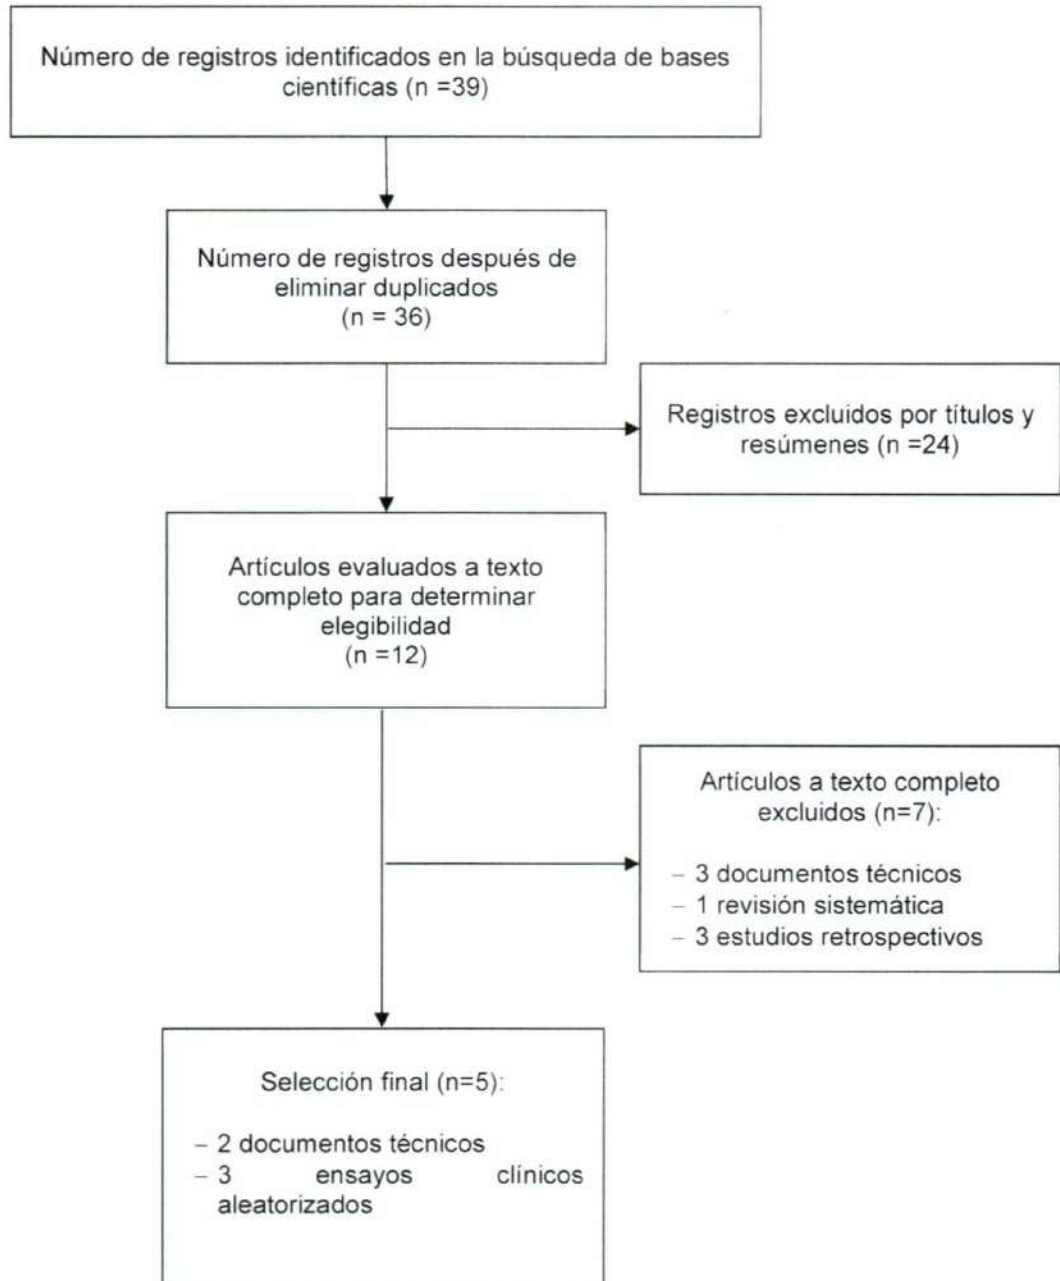 Número de registros identificados en la búsqueda de bases
científicas (n =39)
Número de registros después de
eliminar duplicados
(n = 36)
Registros excluidos por títulos y
resúmenes (n =24)
Artículos evaluados a texto
completo para determinar
elegibilidad
(n =12)
Artículos a texto completo
excluidos (n=7):
– 3 documentos técnicos
– 1 revisión sistemática
– 3 estudios retrospectivos
Selección final (n=5):
– 2 documentos técnicos
– 3 ensayos clínicos
aleatorizados